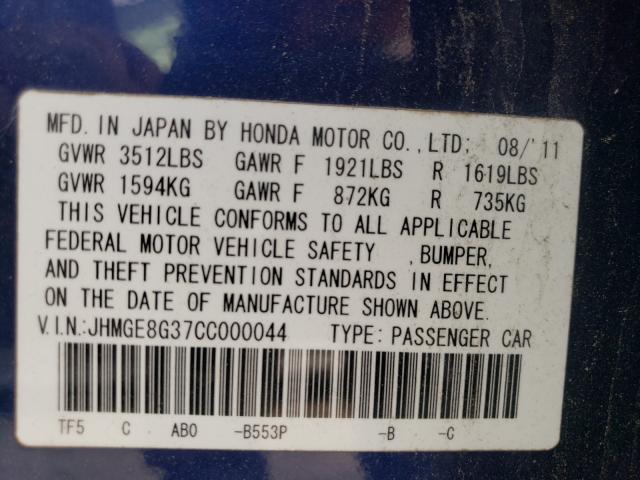 MFD. IN JAPAN BY HONDA MOTOR CO.,LTD; 08/'11
GVWR 3512LBS GAWR F 1921LBS R 1619LBS
GVWR 1594KG GAWR F 872KG R 735KG
THIS VEHICLE CONFORMS TO ALL APPLICABLE
FEDERAL MOTOR VEHICLE SAFETY ,BUMPER,
AND THEFT PREVENTION STANDARDS IN EFFECT
ON THE DATE OF MANUFACTURE SHOWN ABOVE.
V.I.N.:JHMGE8G37CC000044 TYPE: PASSENGER CAR
TF5 C AB0 -B553P -B -C